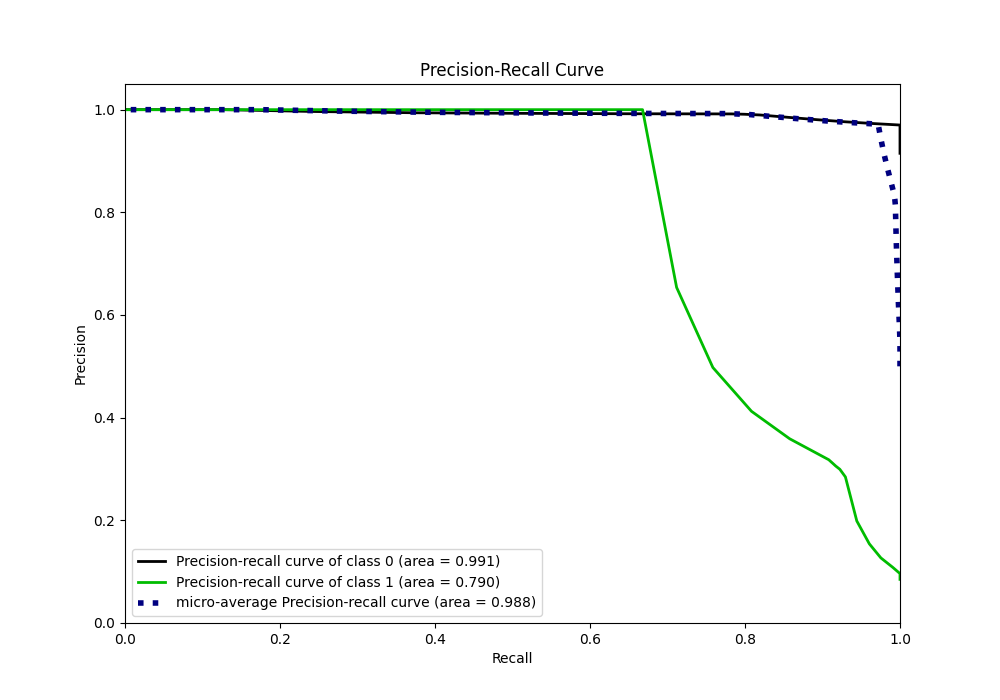 Precision-Recall Curve
1.0
0.8
0.6
0.4
0.2
0.0
Precision
Precision-recall curve of class 0 (area = 0.991)
Precision-recall curve of class 1 (area = 0.790)
micro-average Precision-recall curve (area = 0.988)
0.0 0.2 0.4 0.6 0.8 1.0
Recall